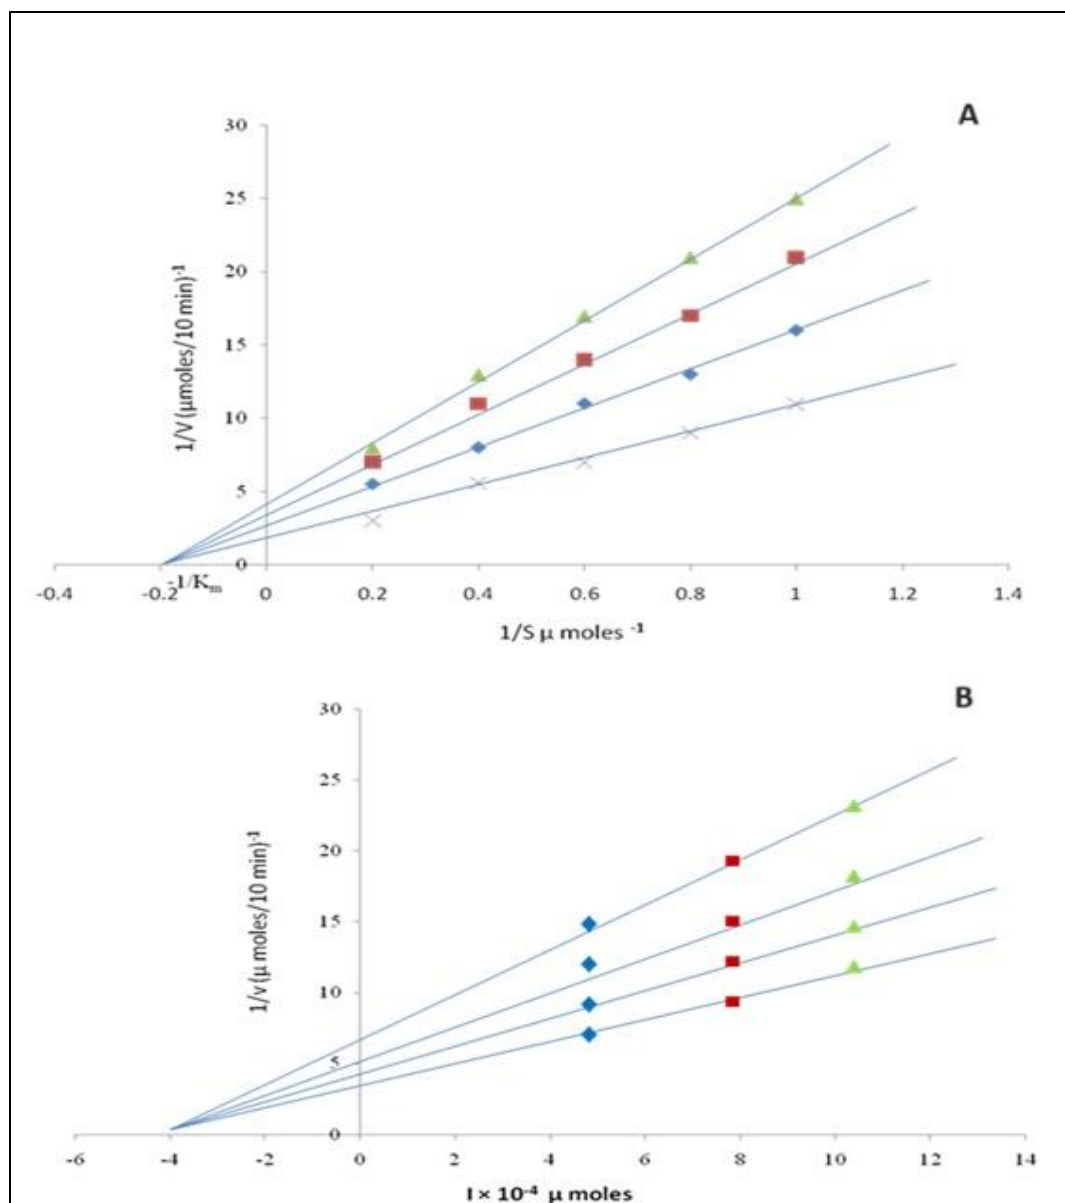 A
30
25
20
15
10
5
0
1/V (µmoles/10 min)-1
-1/Km
-0.4 -0.2 0 0.2 0.4 0.6 0.8 1 1.2 1.4
1/S µ moles -1
B
30
25
20
15
10
5
0
1/v (µ moles/10 min)-1
-6 -4 -2 0 2 4 6 8 10 12 14
I × 10-4 µ moles